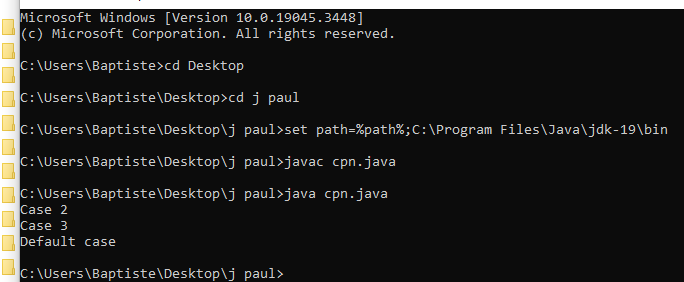 Microsoft Windows [Version 10.0.19045.3448]
(c) Microsoft Corporation. All rights reserved.
C:\Users\Baptiste>cd Desktop
C:\Users\Baptiste\Desktop>cd j paul
C:\Users\Baptiste\Desktop\j paul>set path=%path%;C:\Program Files\Java\jdk-19\bin
C:\Users\Baptiste\Desktop\j paul>javac cpn.java
C:\Users\Baptiste\Desktop\j paul>java cpn.java
Case 2
Case 3
Default case
C:\Users\Baptiste\Desktop\j paul>